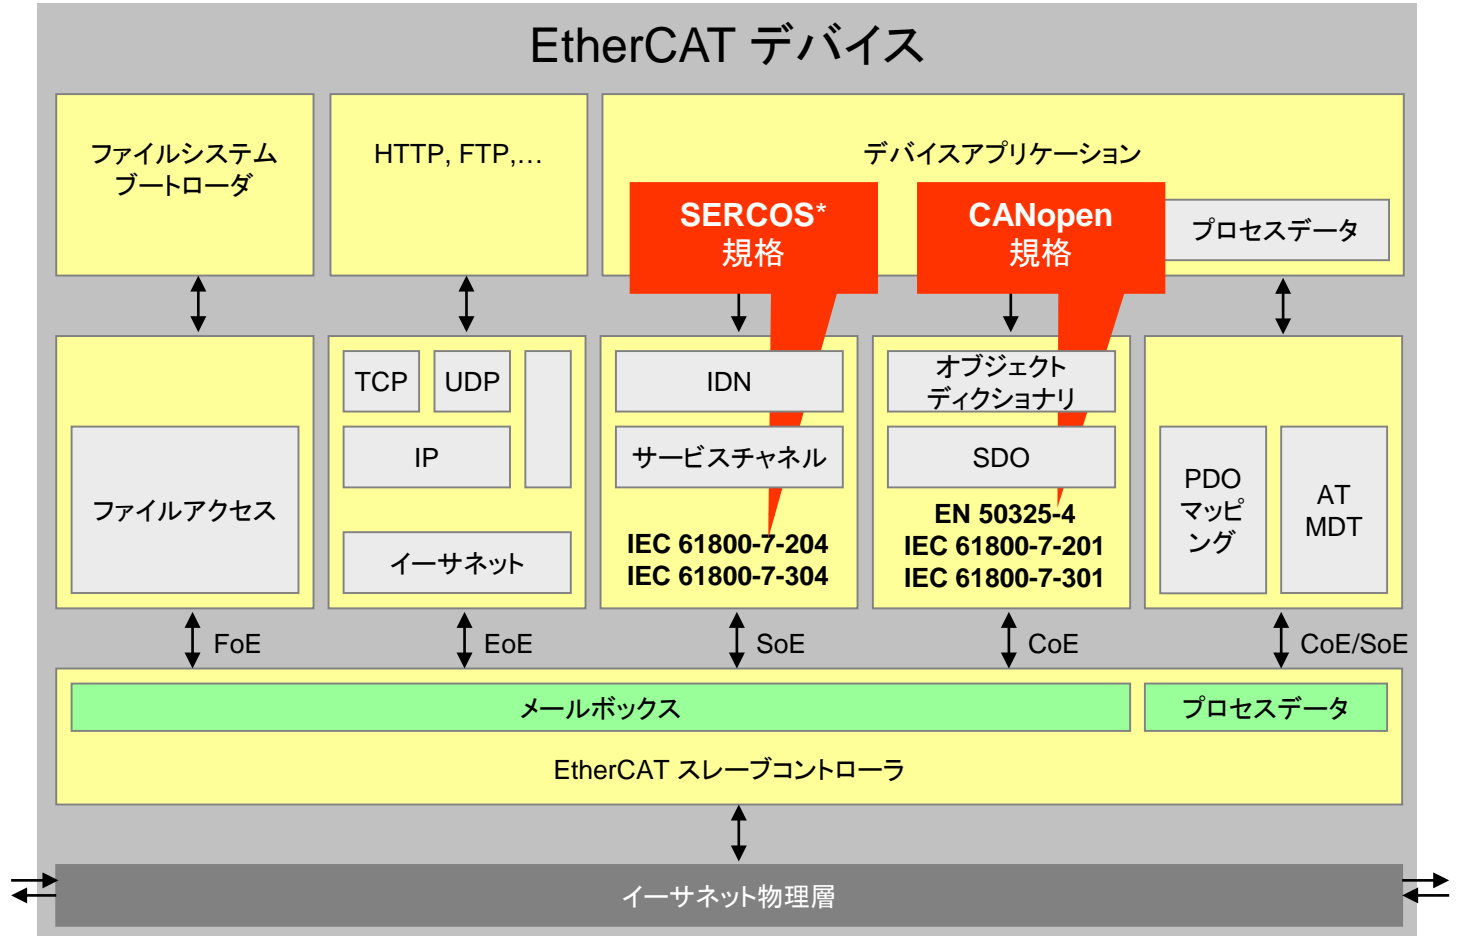 EtherCAT デバイス
ファイルシステム
ブートローダ
HTTP, FTP,…
デバイスアプリケーション
SERCOS*
規格
CANopen
規格
プロセスデータ
TCP
UDP
IP
イーサネット
ファイルアクセス
IDN
サービスチャネル
IEC 61800-7-204
IEC 61800-7-304
オブジェクト
ディクショナリ
SDO
EN 50325-4
IEC 61800-7-201
IEC 61800-7-301
PDO
マッピ
ング
AT
MDT
FoE
EoE
SoE
CoE
CoE/SoE
メールボックス
プロセスデータ
EtherCAT スレーブコントローラ
イーサネット物理層